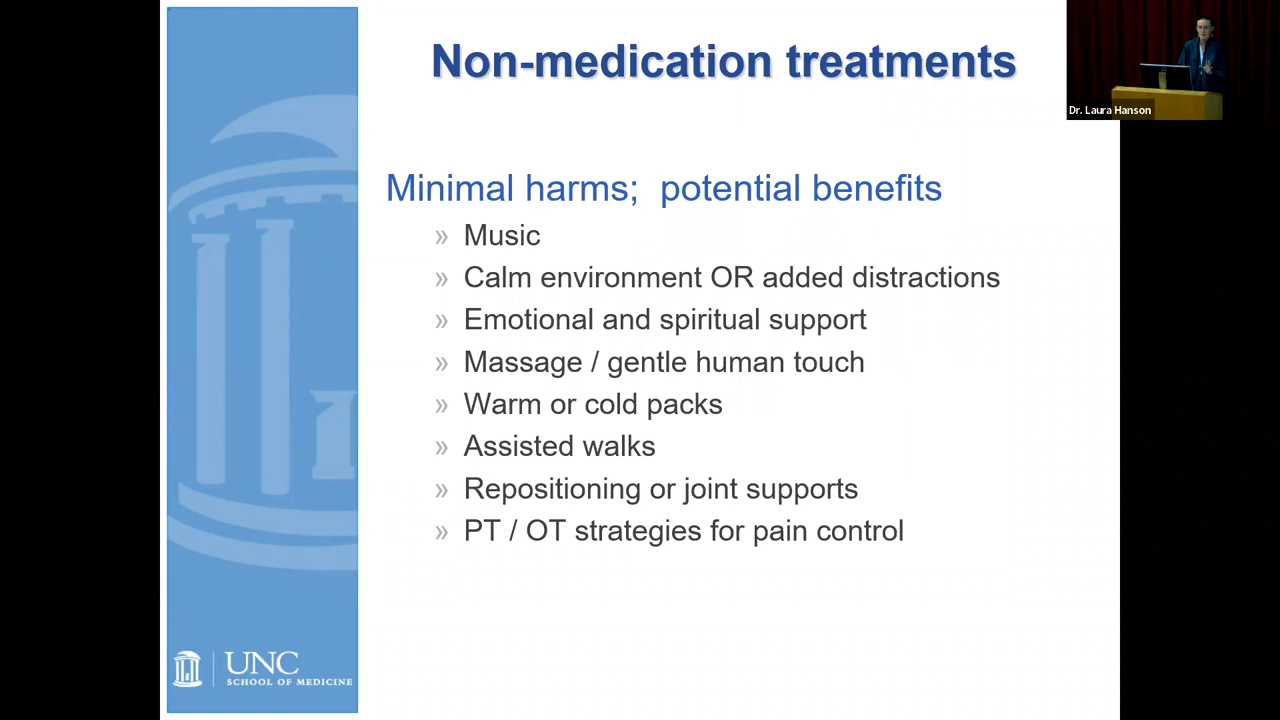 Non-medication treatments
Dr. Laura Hanson
Minimal harms; potential benefits
» Music
» Calm environment OR added distractions
» Emotional and spiritual support
» Massage / gentle human touch
» Warm or cold packs
» Assisted walks
» Repositioning or joint supports
» PT / OT strategies for pain control
UNC
SCHOOL OF MEDICINE